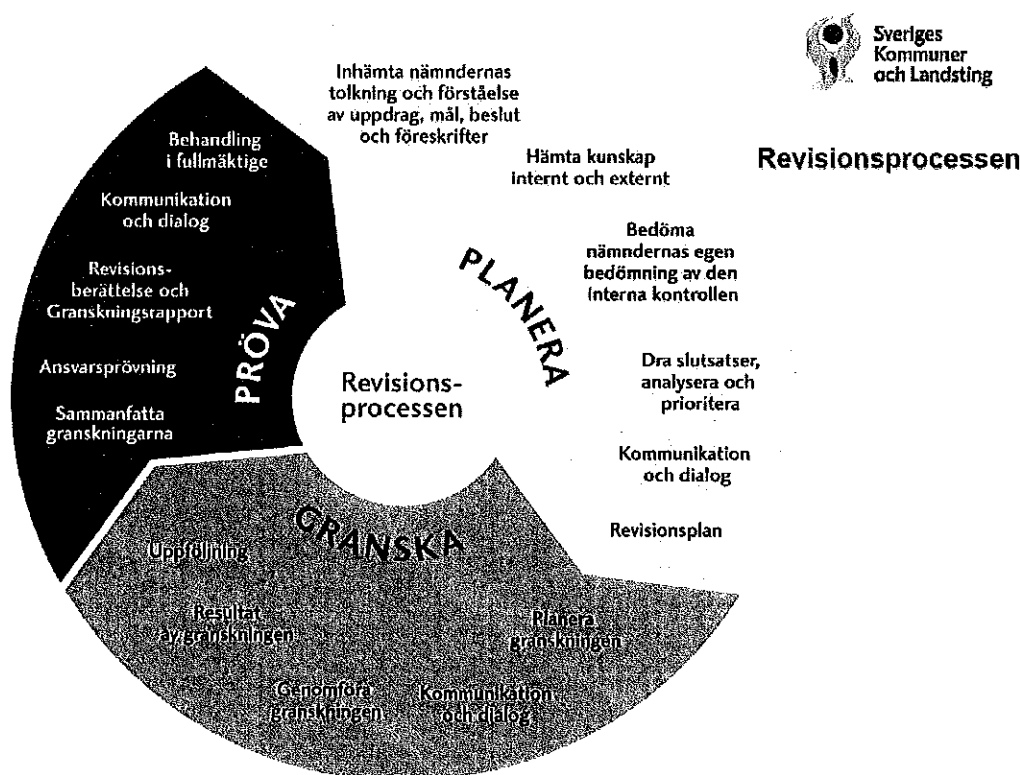 Sveriges
Kommuner
och Landsting
Revisionsprocessen
Inhämta nämndernas
tolkning och förståelse
av uppdrag, mål, beslut
och föreskrifter
Hämta kunskap
internt och externt
Bedöma
nämndernas egen
bedömning av den
interna kontrollen
Dra slutsatser,
analysera och
prioritera
Kommunikation
och dialog
Revisionsplan
PLANERA
Revisions-
processen
GRANSKA
Planera
granskningen
Kommunikation
och dialog
Genomföra
granskningen
Resultat
av granskningen
Uppföljning
PRÖVA
Sammanfatta
granskningarna
Ansvarsprövning
Revisions-
berättelse och
Granskningsrapport
Kommunikation
och dialog
Behandling
i fullmäktige